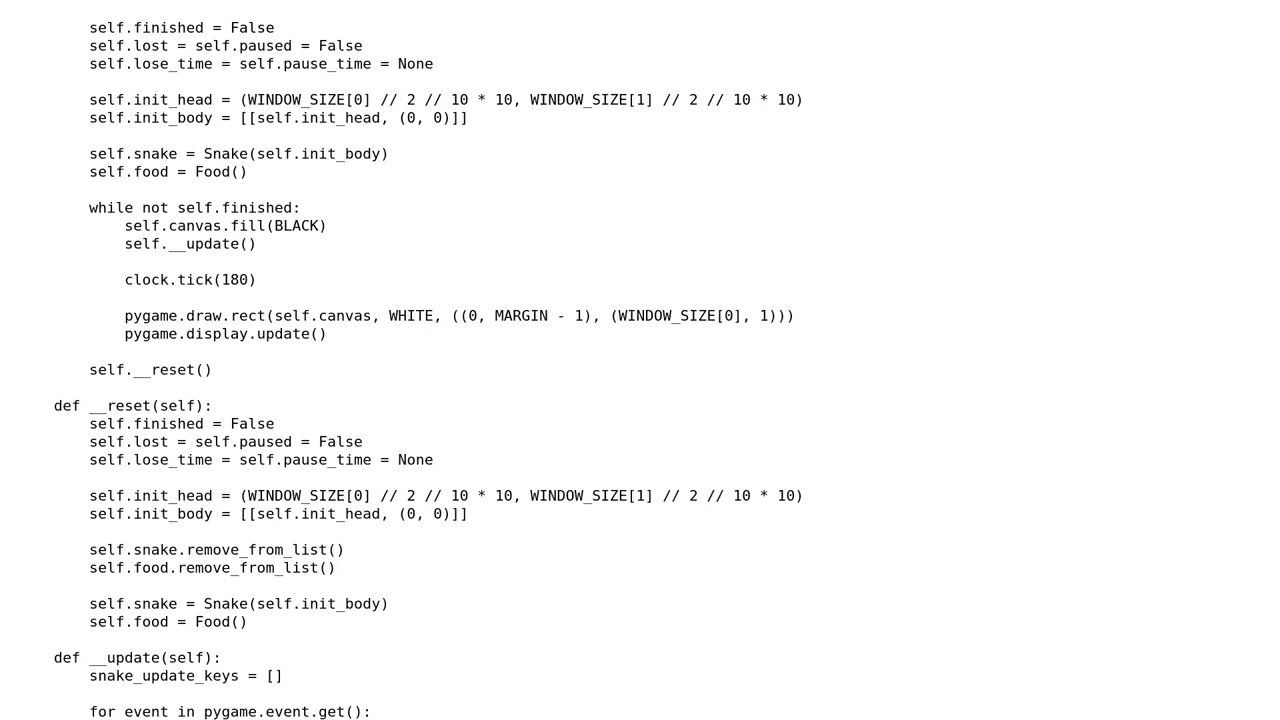 self.finished = False
self.lost = self.paused = False
self.lose_time = self.pause_time = None
self.init_head = (WINDOW_SIZE[0] // 2 // 10 * 10, WINDOW_SIZE[1] // 2 // 10 * 10)
self.init_body = [[self.init_head, (0, 0)]]
self.snake = Snake(self.init_body)
self.food = Food()
while not self.finished:
self.canvas.fill(BLACK)
self.__update()
clock.tick(180)
pygame.draw.rect(self.canvas, WHITE, ((0, MARGIN - 1), (WINDOW_SIZE[0], 1)))
pygame.display.update()
self.__reset()
def __reset(self):
self.finished = False
self.lost = self.paused = False
self.lose_time = self.pause_time = None
self.init_head = (WINDOW_SIZE[0] // 2 // 10 * 10, WINDOW_SIZE[1] // 2 // 10 * 10)
self.init_body = [[self.init_head, (0, 0)]]
self.snake.remove_from_list()
self.food.remove_from_list()
self.snake = Snake(self.init_body)
self.food = Food()
def __update(self):
snake_update_keys = []
for event in pygame.event.get():